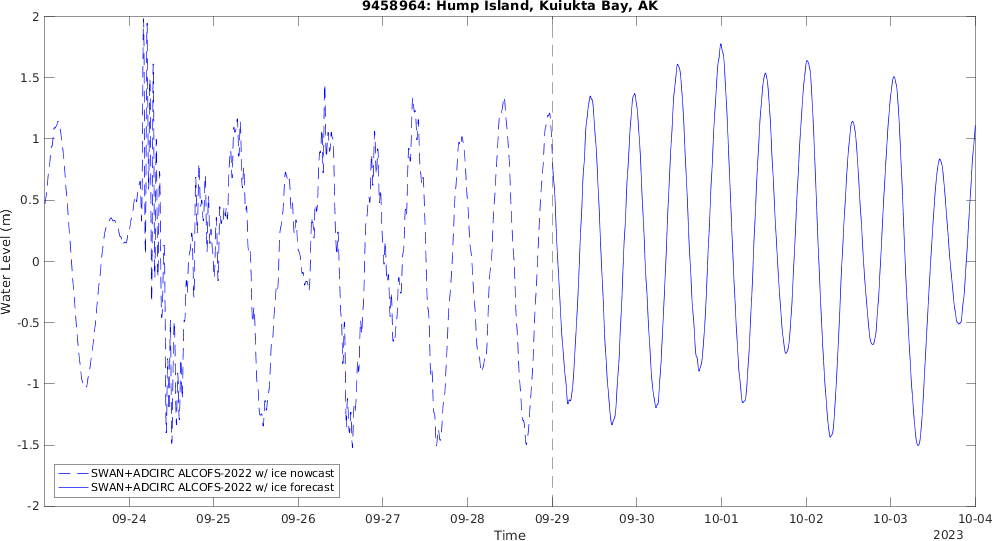 9458964: Hump Island, Kuiukta Bay, AK
2
1.5
1
0.5
0
-0.5
-1
-1.5
-2
Water Level (m)
SWAN+ADCIRC ALCOFS-2022 w/ ice nowcast
SWAN+ADCIRC ALCOFS-2022 w/ ice forecast
09-24 09-25 09-26 09-27 09-28 09-29 09-30 10-01 10-02 10-03 10-04
Time
2023